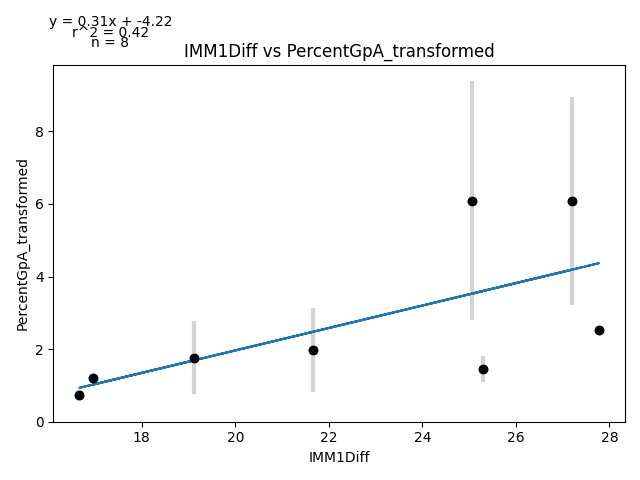 y = 0.31x + -4.22
r^2 = 0.42
n = 8
IMM1Diff vs PercentGpA_transformed
PercentGpA_transformed
8
6
4
2
0
18 20 22 24 26 28
IMM1Diff